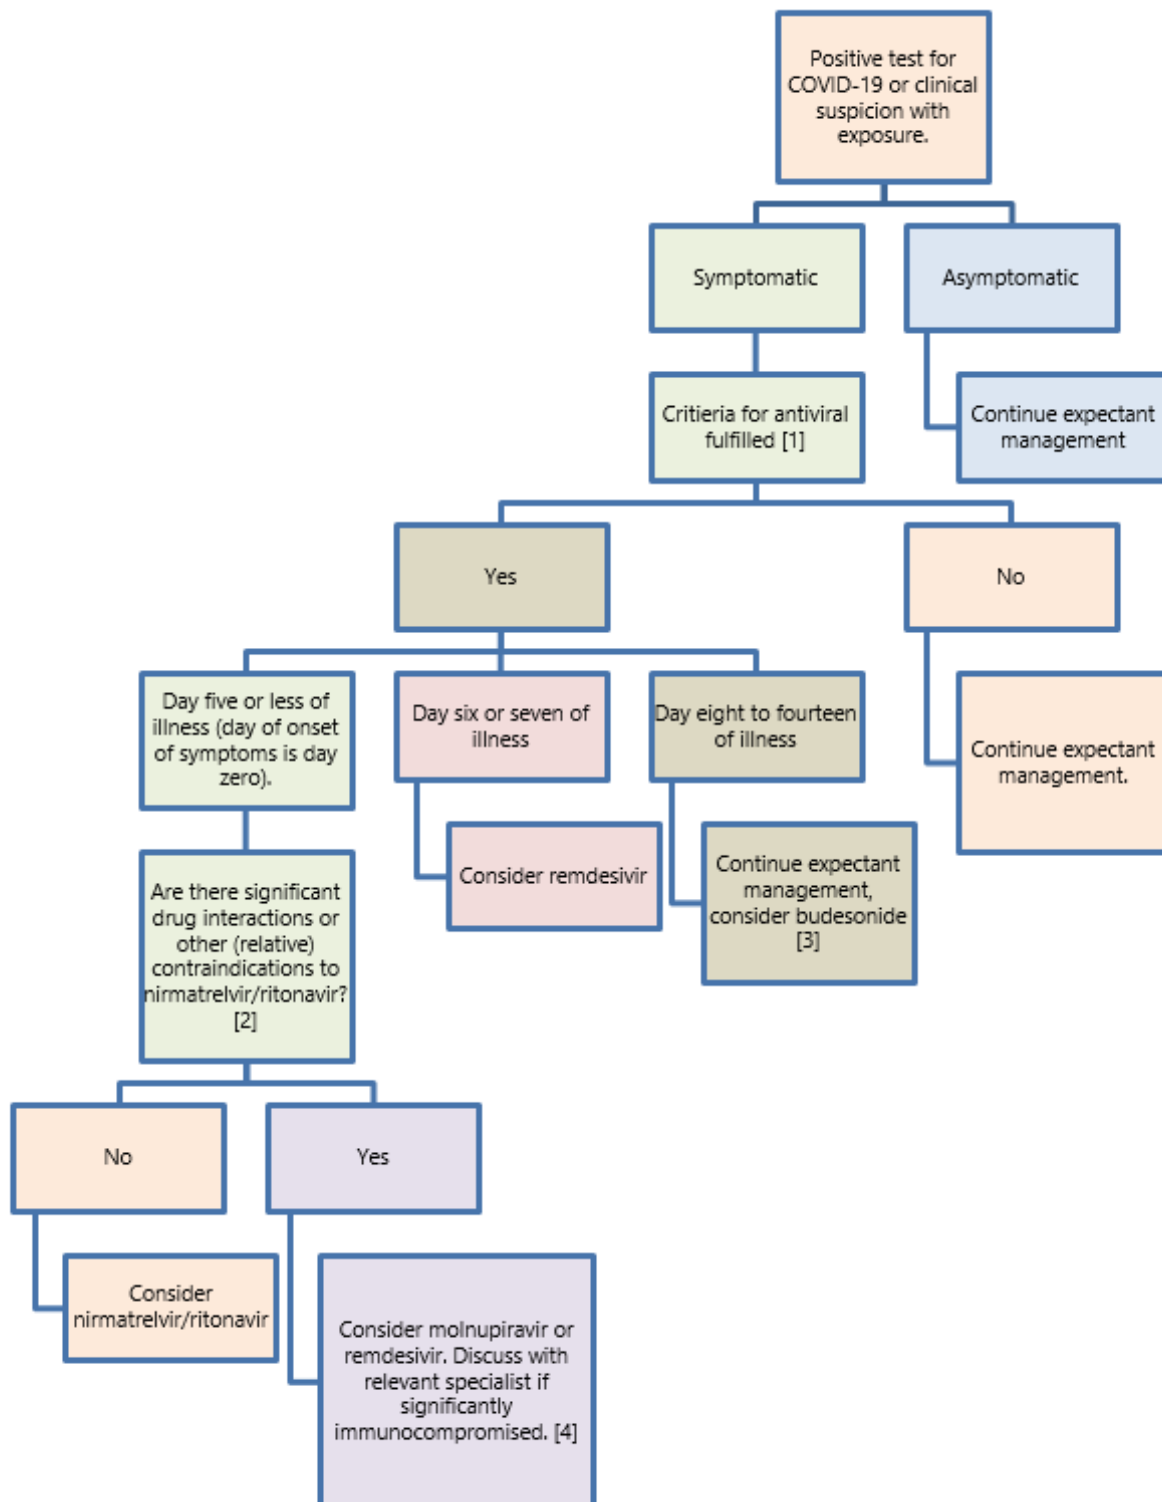 Positive test for
COVID-19 or clinical
suspicion with
exposure.
Symptomatic
Asymptomatic
Critieria for antiviral
fulfilled [1]
Continue expectant
management
Yes
No
Day five or less of
illness (day of onset
of symptoms is day
zero).
Day six or seven of
illness
Day eight to fourteen
of illness
Continue expectant
management.
Are there significant
drug interactions or
other (relative)
contraindications to
nirmatrelvir/ritonavir?
[2]
Consider remdesivir
Continue expectant
management,
consider budesonide
[3]
No
Yes
Consider
nirmatrelvir/ritonavir
Consider molnupiravir or
remdesivir. Discuss with
relevant specialist if
significantly
immunocompromised. [4]